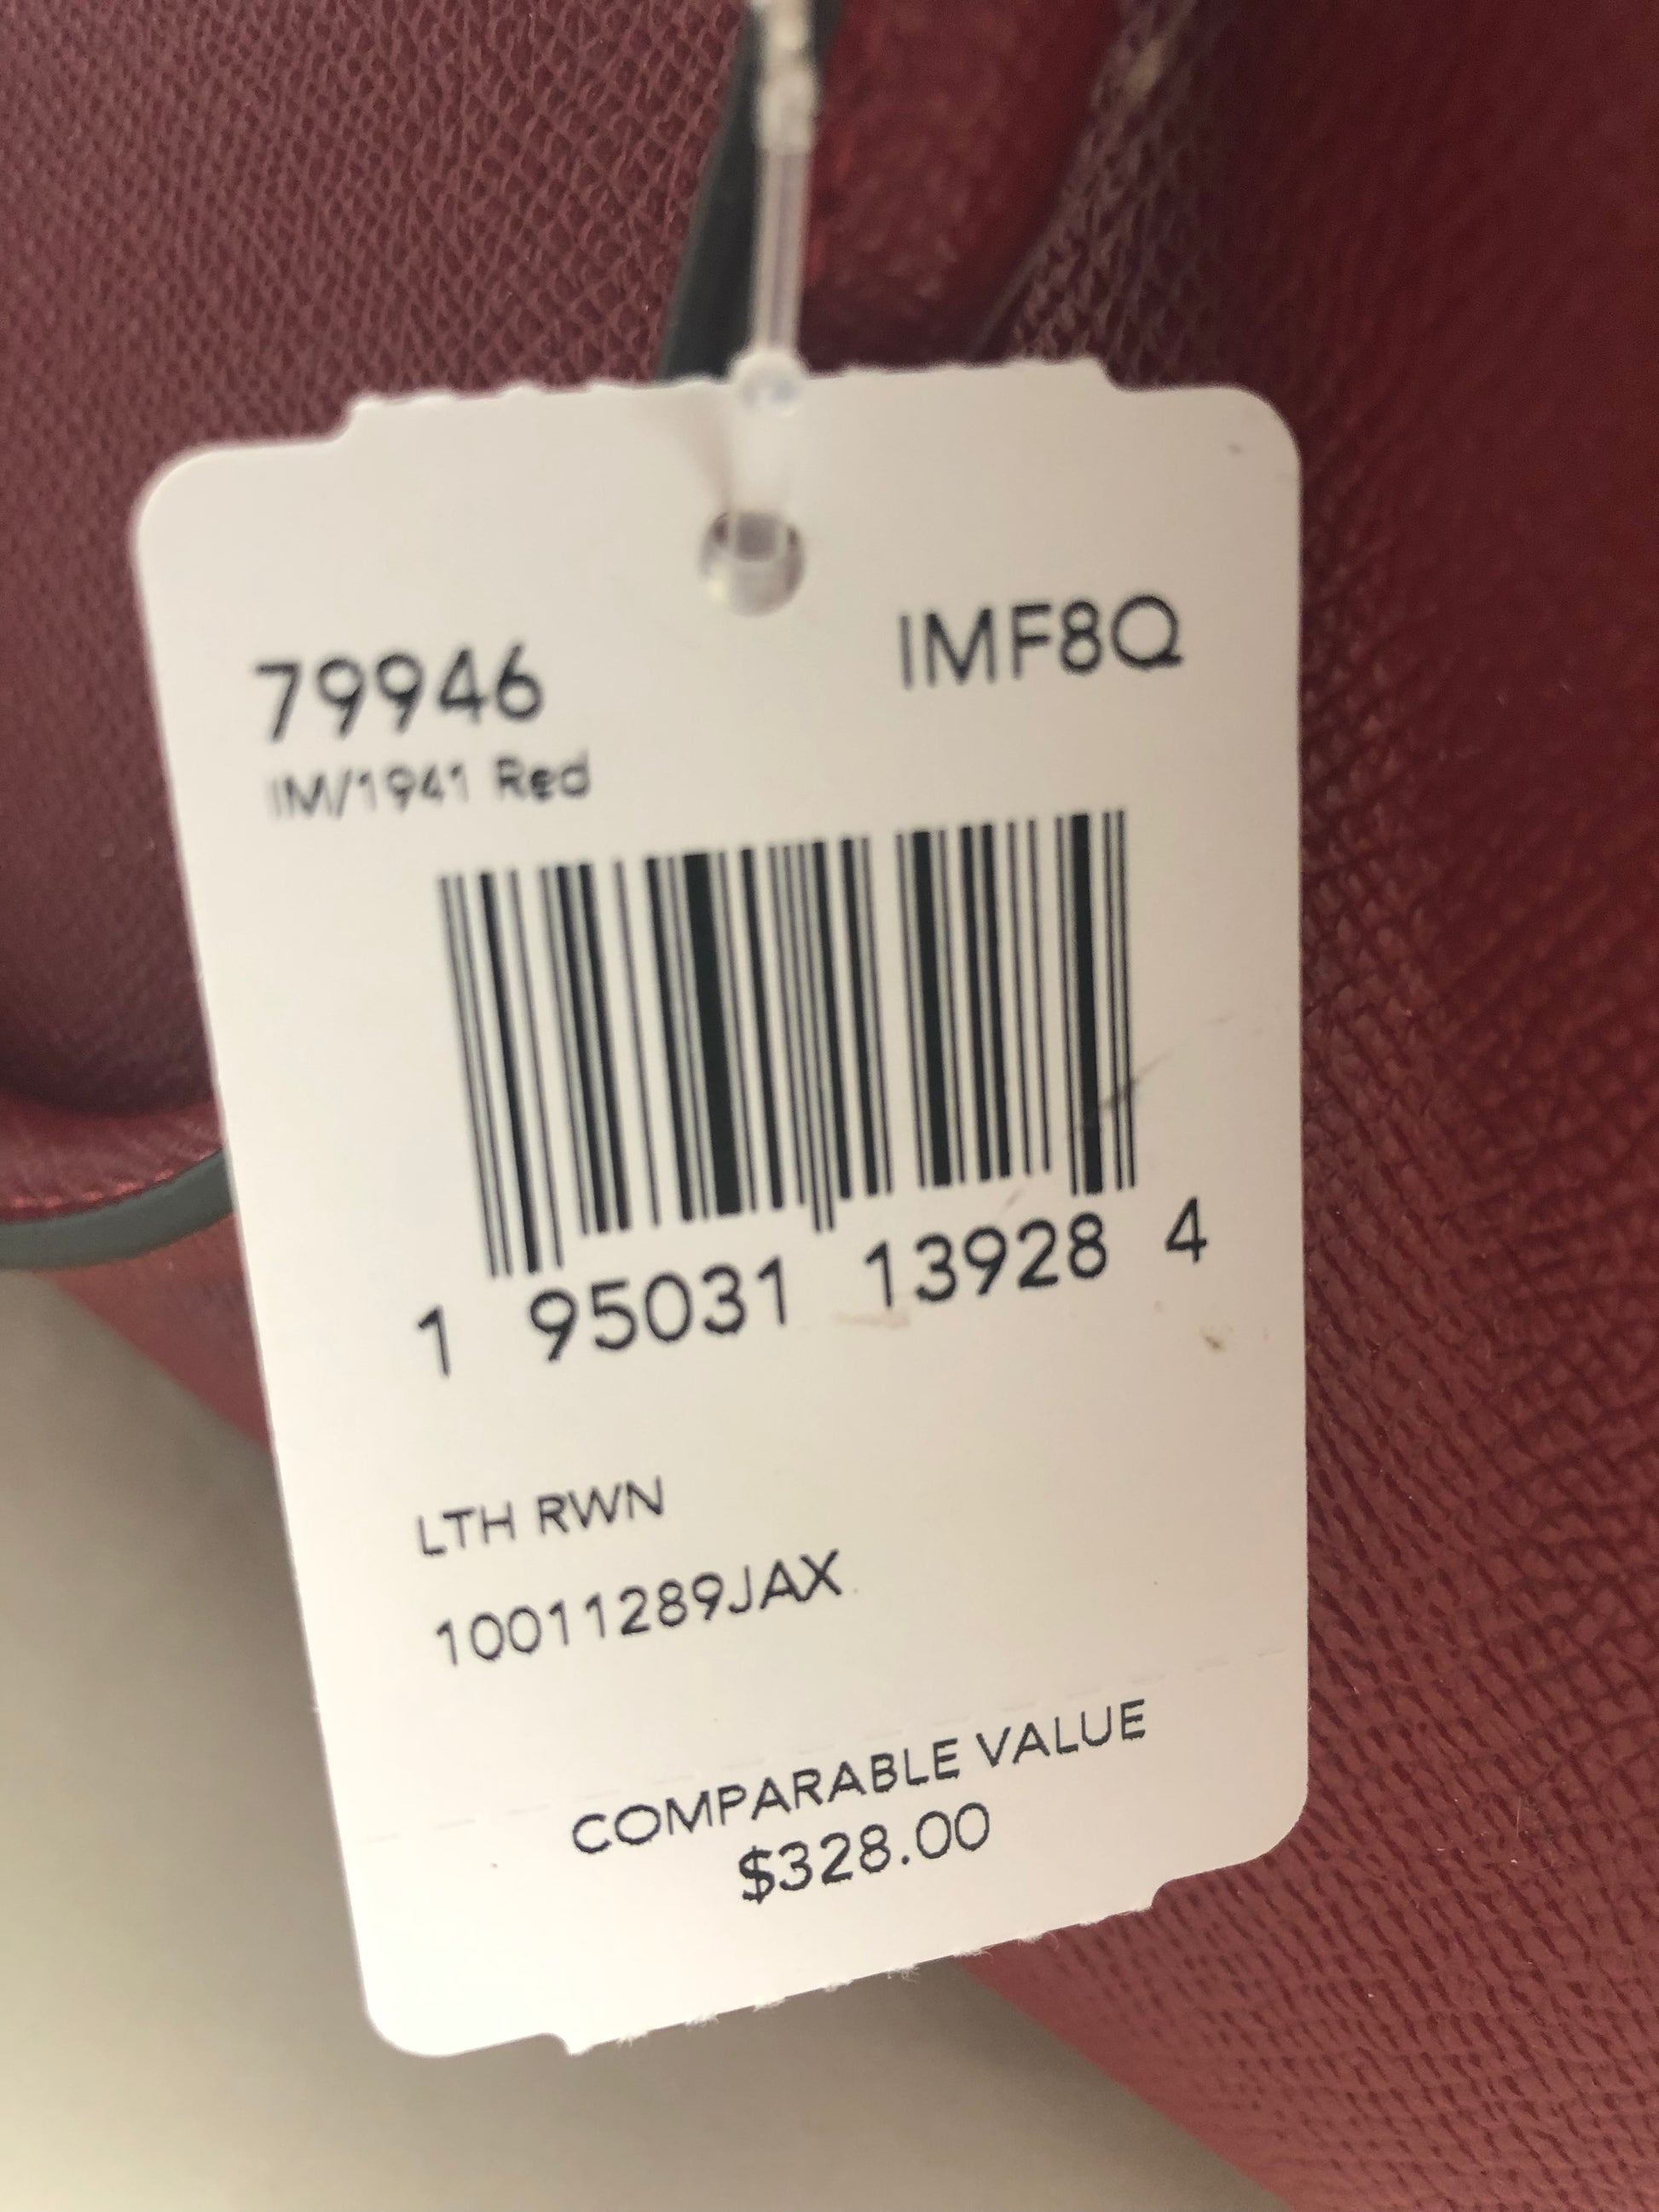 79946 IMF8Q
IM/1941 Red
1 95031 13928 4
LTH RWN
10011289JAX
COMPARABLE VALUE
$328.00